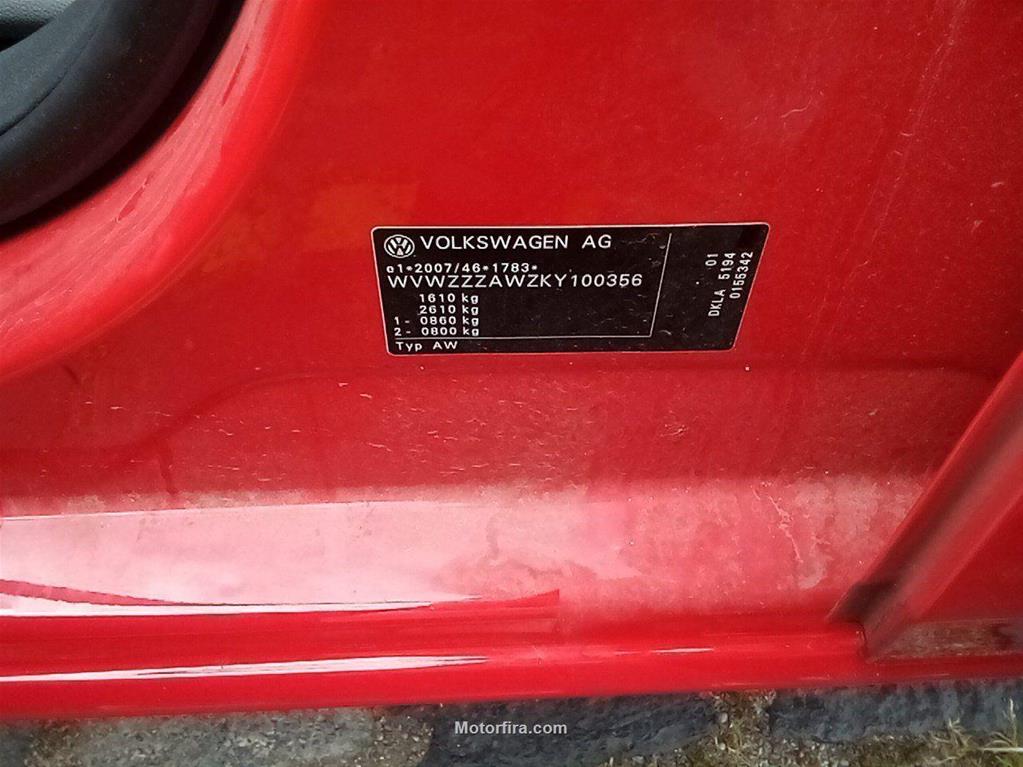 VOLKSWAGEN AG
e1*2007/46*1783*
WVWZZZAWZKY100356
1610 kg
2610 kg
1- 0860 kg
2- 0800 kg
Typ AW
01
DKLA 5194
0155342
Motorfira.com